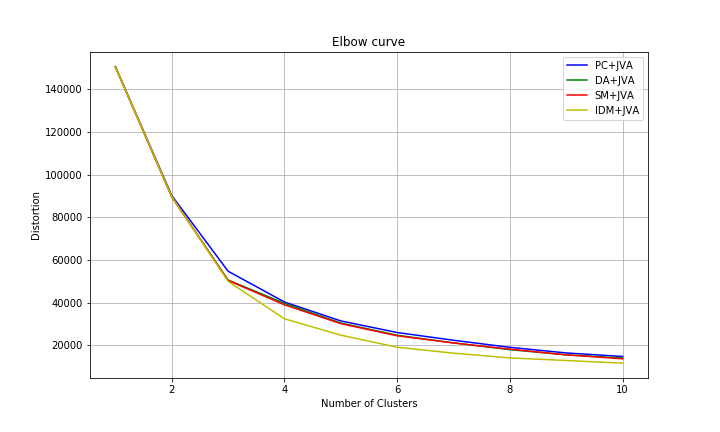 Elbow curve
PC+JVA
DA+JVA
SM+JVA
IDM+JVA
140000
120000
100000
80000
60000
40000
20000
Distortion
2 4 6 8 10
Number of Clusters